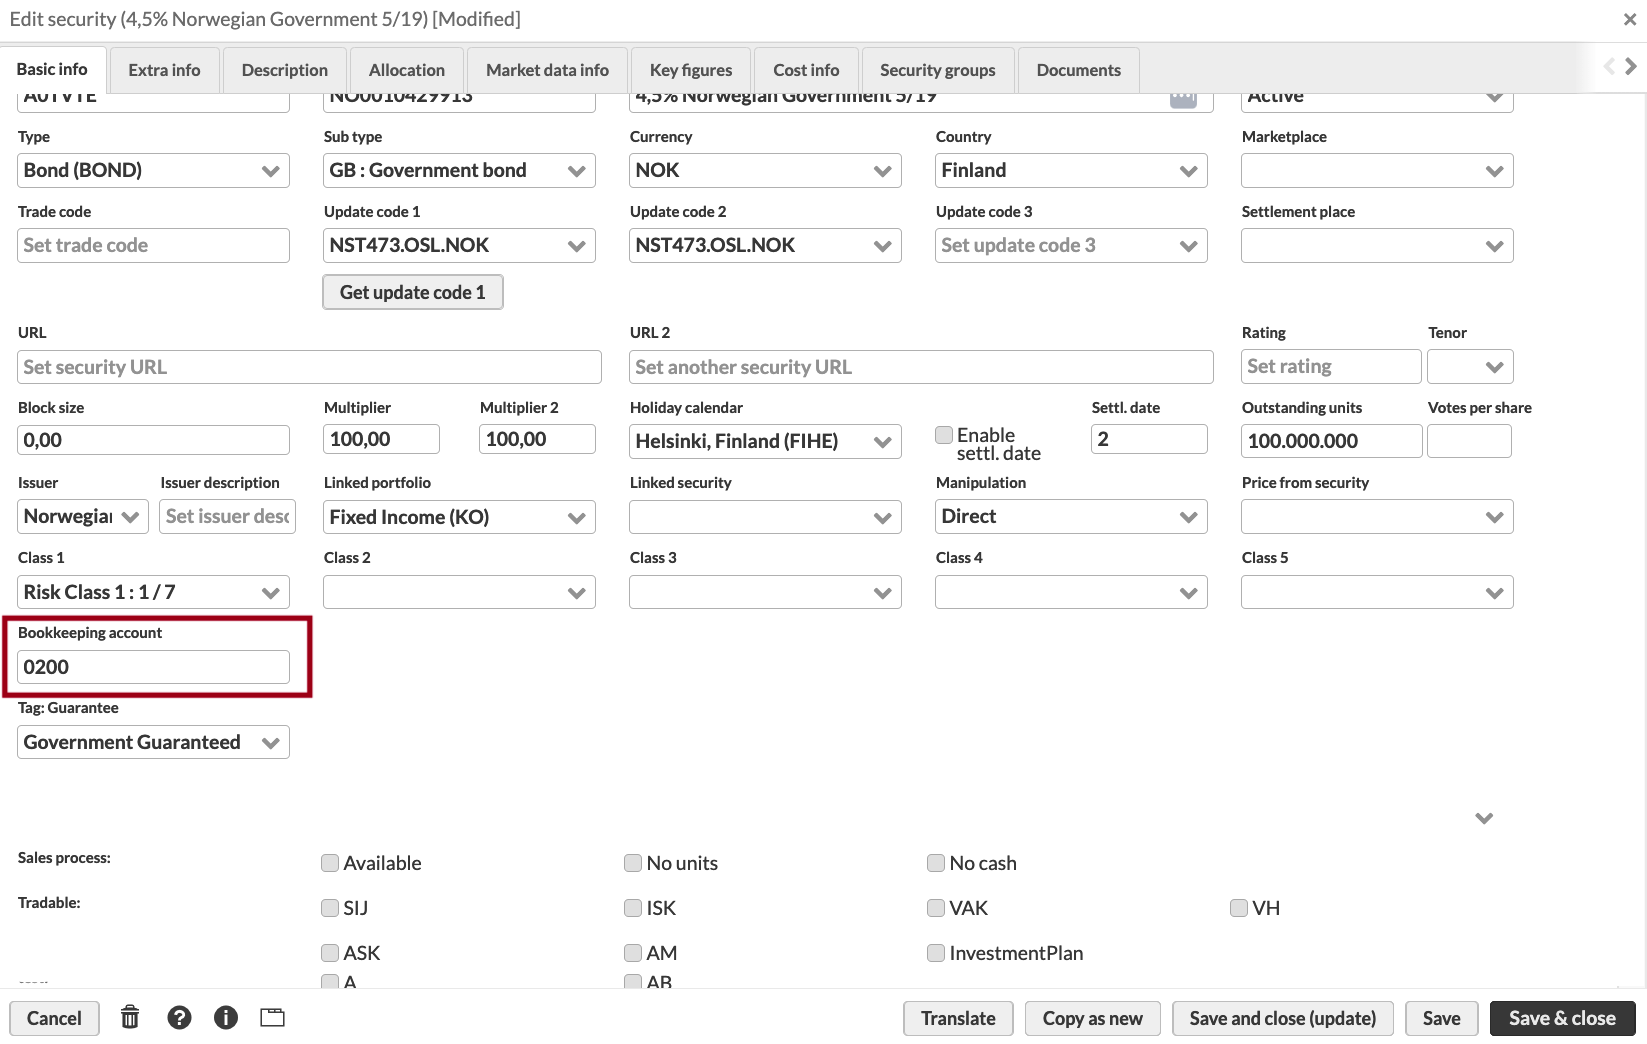 Edit security (4,5% Norwegian Government 5/19) [Modified]
Basic info Extra info Description Allocation Market data info Key figures Cost info Security groups Documents
A0TVTE NO0010429913 4,5% Norwegian Government 5/19 Active
Type Sub type Currency Country Marketplace
Bond (BOND) GB : Government bond NOK Finland
Trade code Update code 1 Update code 2 Update code 3 Settlement place
Set trade code NST473.OSL.NOK NST473.OSL.NOK Set update code 3
Get update code 1
URL URL 2 Rating Tenor
Set security URL Set another security URL Set rating
Block size Multiplier Multiplier 2 Holiday calendar Settl. date Outstanding units Votes per share
0,00 100,00 100,00 Helsinki, Finland (FIHE) Enable settl. date 2 100.000.000
Issuer Issuer description Linked portfolio Linked security Manipulation Price from security
Norwegian Set issuer desc Fixed Income (KO) Direct
Class 1 Class 2 Class 3 Class 4 Class 5
Risk Class 1 : 1 / 7
Bookkeeping account
0200
Tag: Guarantee
Government Guaranteed
Sales process: Available No units No cash
Tradable: SIJ ISK VAK VH
ASK AM InvestmentPlan
A AB
Cancel Translate Copy as new Save and close (update) Save Save & close